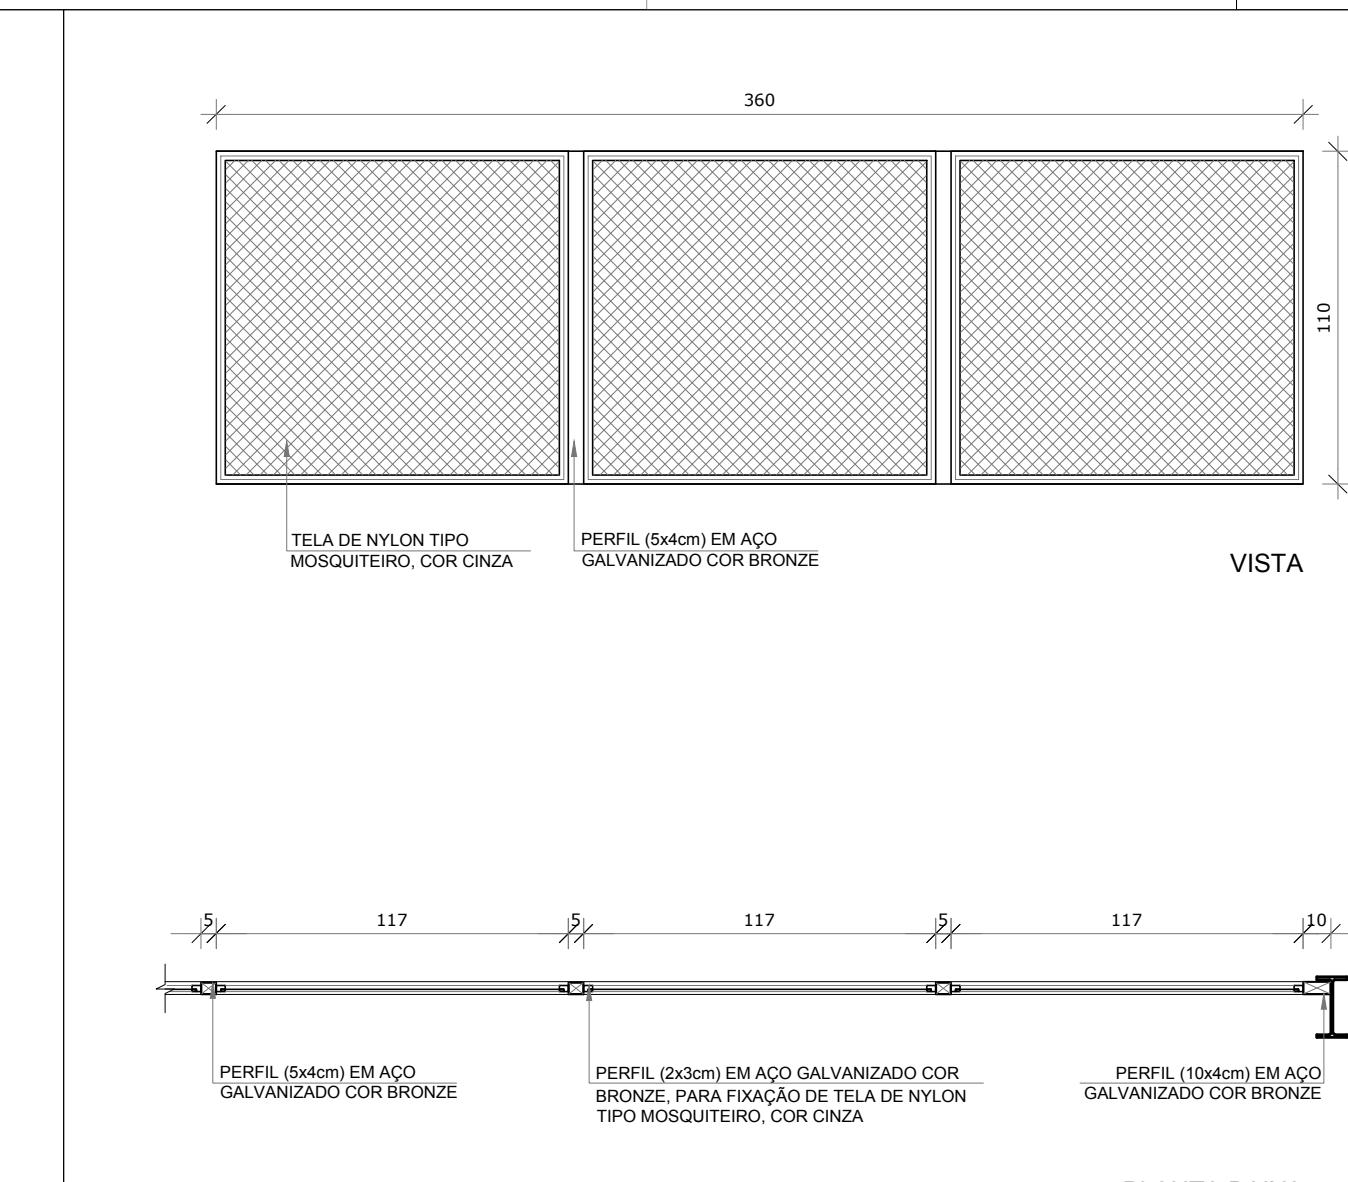 360
110
TELA DE NYLON TIPO
MOSQUITEIRO, COR CINZA
PERFIL (5x4cm) EM AÇO
GALVANIZADO COR BRONZE
VISTA
5
117
5
117
5
117
10
PERFIL (5x4cm) EM AÇO
GALVANIZADO COR BRONZE
PERFIL (2x3cm) EM AÇO GALVANIZADO COR
BRONZE, PARA FIXAÇÃO DE TELA DE NYLON
TIPO MOSQUITEIRO, COR CINZA
PERFIL (10x4cm) EM AÇO
GALVANIZADO COR BRONZE